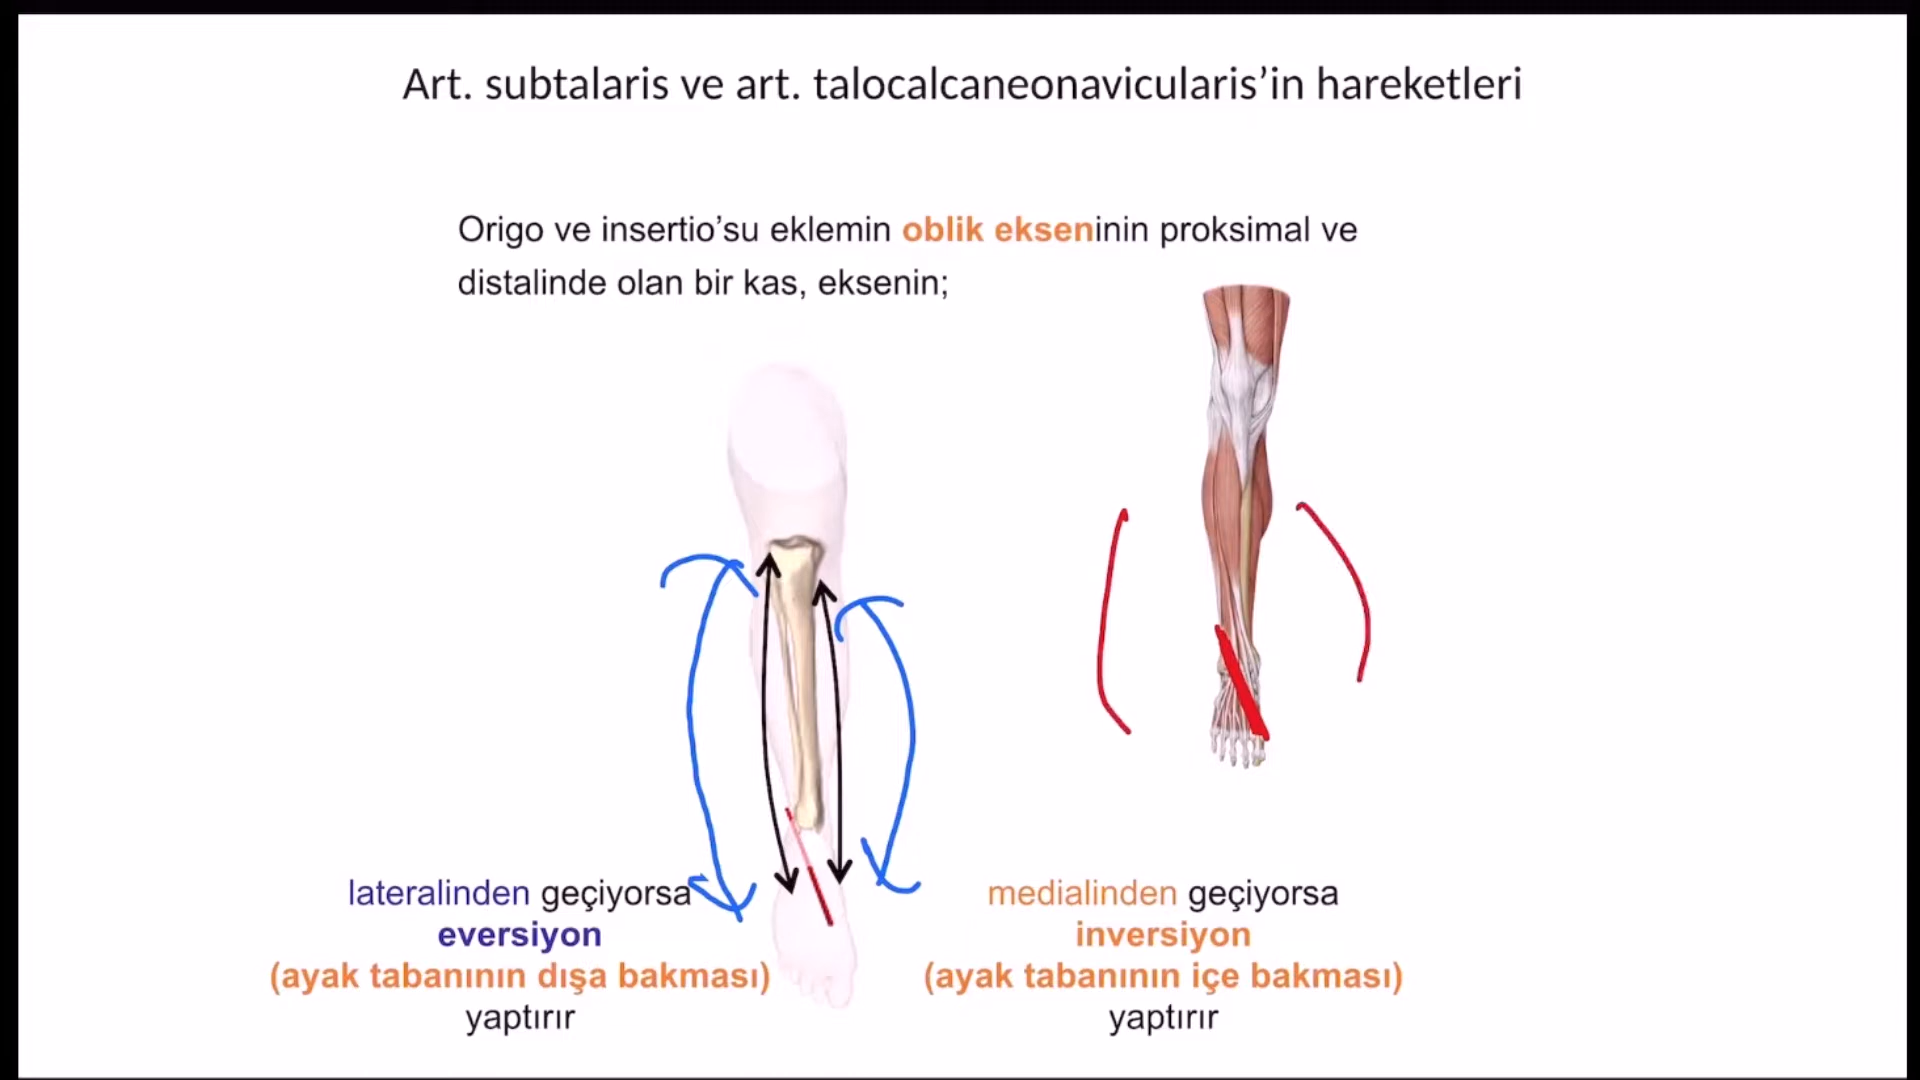 Art. subtalaris ve art. talocalcaneonavicularis’in hareketleri
Origo ve insertio’su eklemin oblik ekseninin proksimal ve
distalinde olan bir kas, eksenin;
lateralinden geçiyorsa
eversiyon
(ayak tabanının dışa bakması)
yaptırır
medialinden geçiyorsa
inversiyon
(ayak tabanının içe bakması)
yaptırır